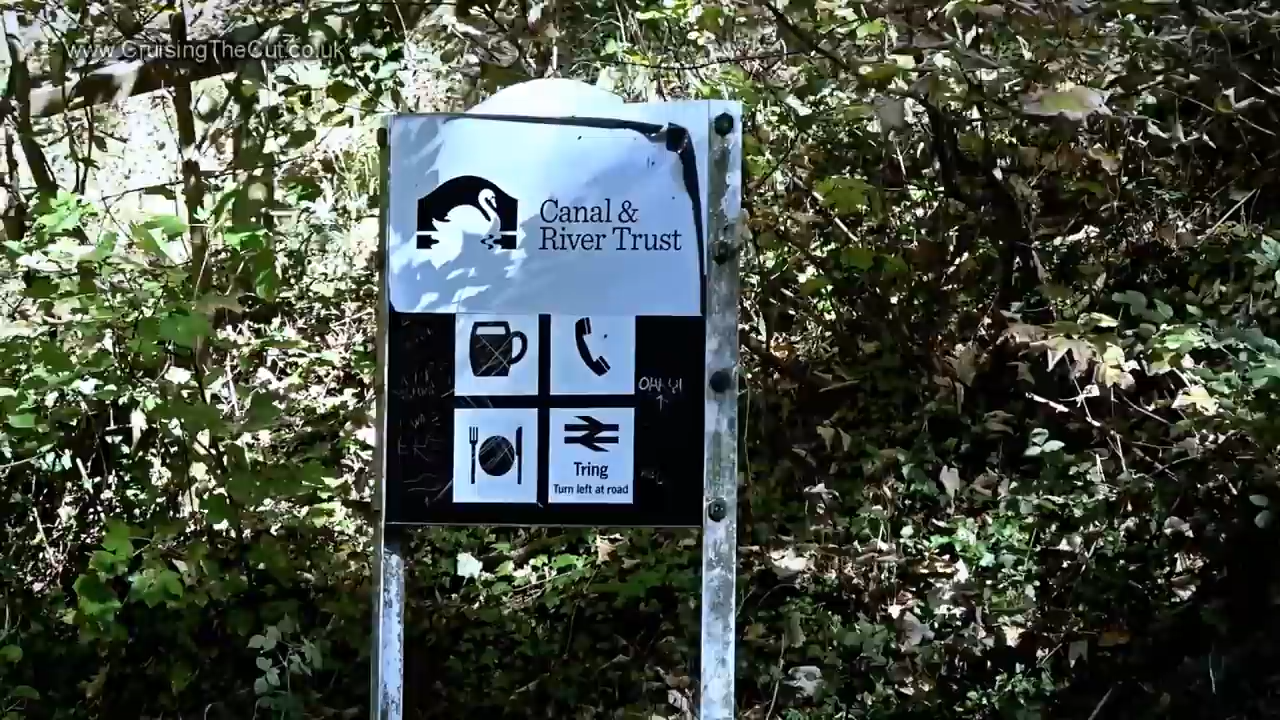 www.CruisingTheCut.co.uk
Canal &
River Trust
Tring
Turn left at road